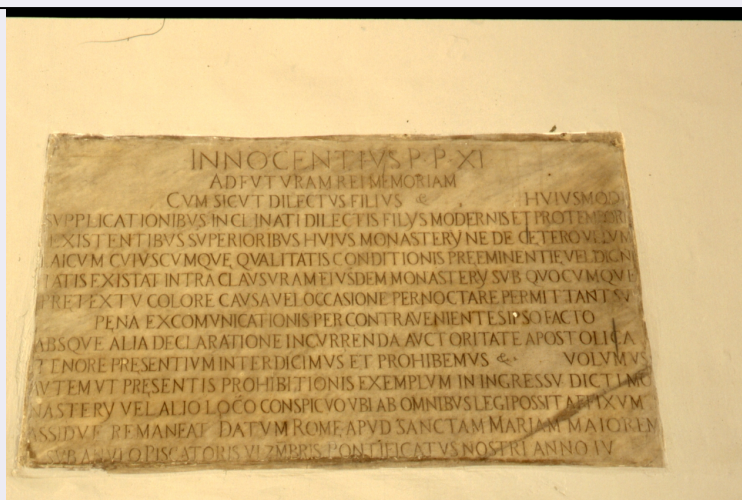 INNOCENTIVS P·P·XI
AD FVTVRAM REI MEMORIAM
CVM SICVT DILECTVS FILIVS &c HVIVSMODI
SVPPLICATIONIBVS INCLINATI DILECTIS FILYS MODERNIS ET PRO TEMPORE
EXISTENTIBVS SVPERIORIBVS HVIVS MONASTERY NE DE CETERO VLLVM
LAICVM CVIVSCVMQVE QVALITATIS CONDITIONIS PREEMINENTIE VEL DIGNI
TATIS EXISTAT INTRA CLAVSVRAM EIVSDEM MONASTERY SVB QVOCVMQVE
PRETEXTV COLORE CAVSA VEL OCCASIONE PERNOCTARE PERMITTANT SV
PENA EXCOMVNICATIONIS PER CONTRAVENIENTES IPSO FACTO
ABSQVE ALIA DECLARATIONE INCVRRENDA AVCTORITATE APOSTOLICA
TENORE PRESENTIVM INTERDICIMVS ET PROHIBEMVS &c· VOLVMVS
AVTEM VT PRESENTIS PROHIBITIONIS EXEMPLVM IN INGRESSV DICTI MO
NASTERY VEL ALIO LOCO CONSPICVO VBI AB OMNIBVS LEGI POSSIT AFFIXVM
ASSIDVE REMANEAT DATVM ROME APVD SANCTAM MARIAM MAIOREM
SVB ANVLO PISCATORIS VI ZMBRIS PONTIFICATVS NOSTRI ANNO IV